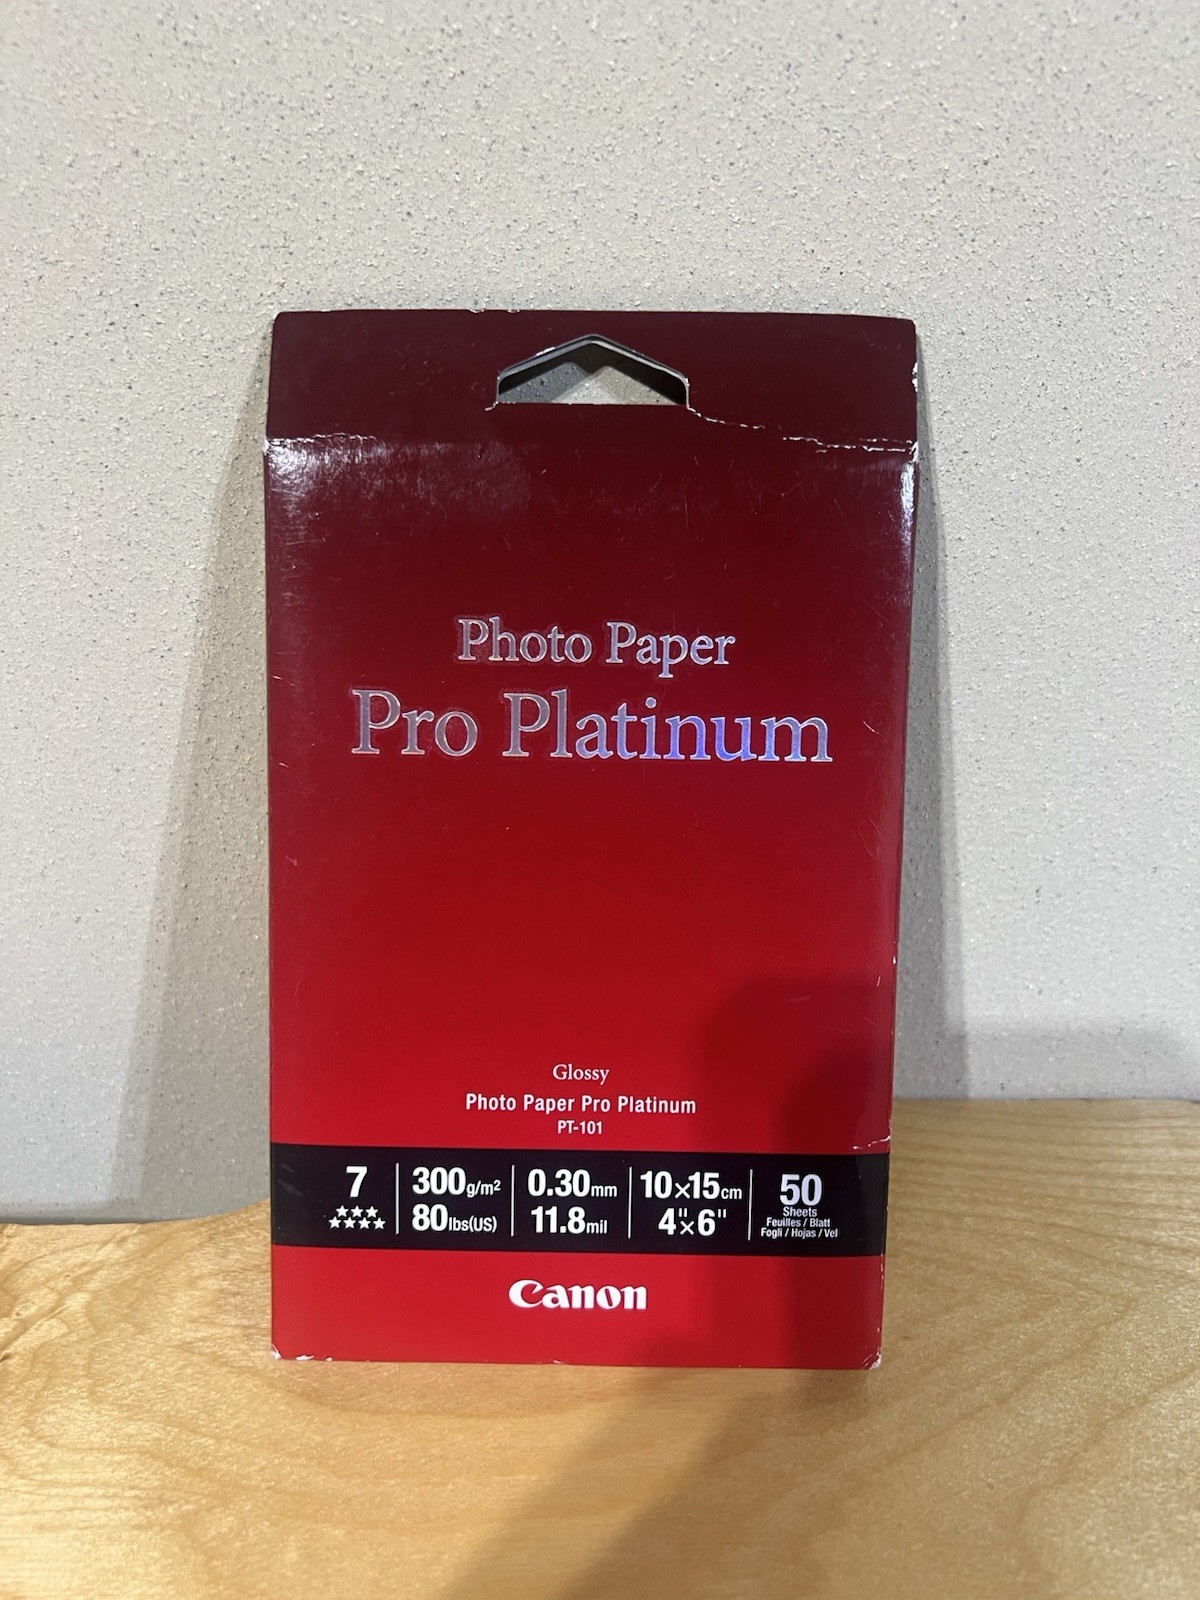 Photo Paper
Pro Platinum
Glossy
Photo Paper Pro Platinum
PT-101
7
300g/m²
80lbs(US)
0.30mm
11.8mil
10×15cm
4"×6"
50
Sheets
Feuilles / Blatt
Fogli / Hojas / Vel
Canon